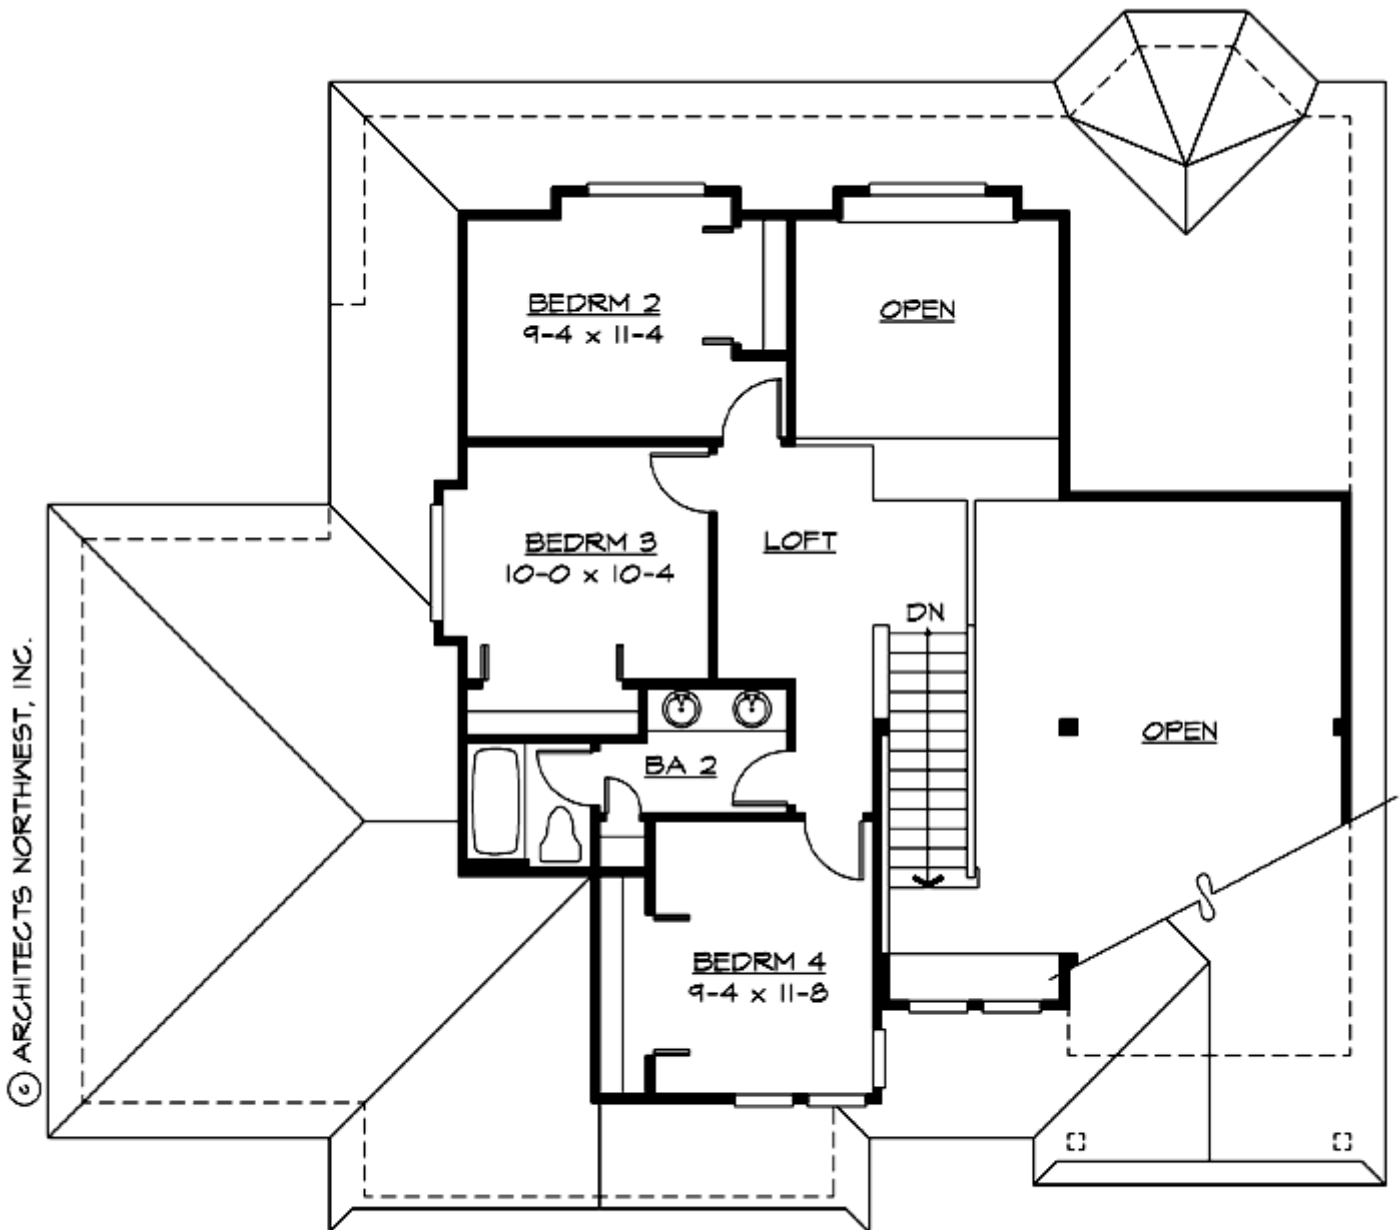 BEDRM 2
9-4 x 11-4
OPEN
BEDRM 3
10-0 x 10-4
LOFT
DN
OPEN
BA 2
BEDRM 4
9-4 x 11-8
© ARCHITECTS NORTHWEST, INC.